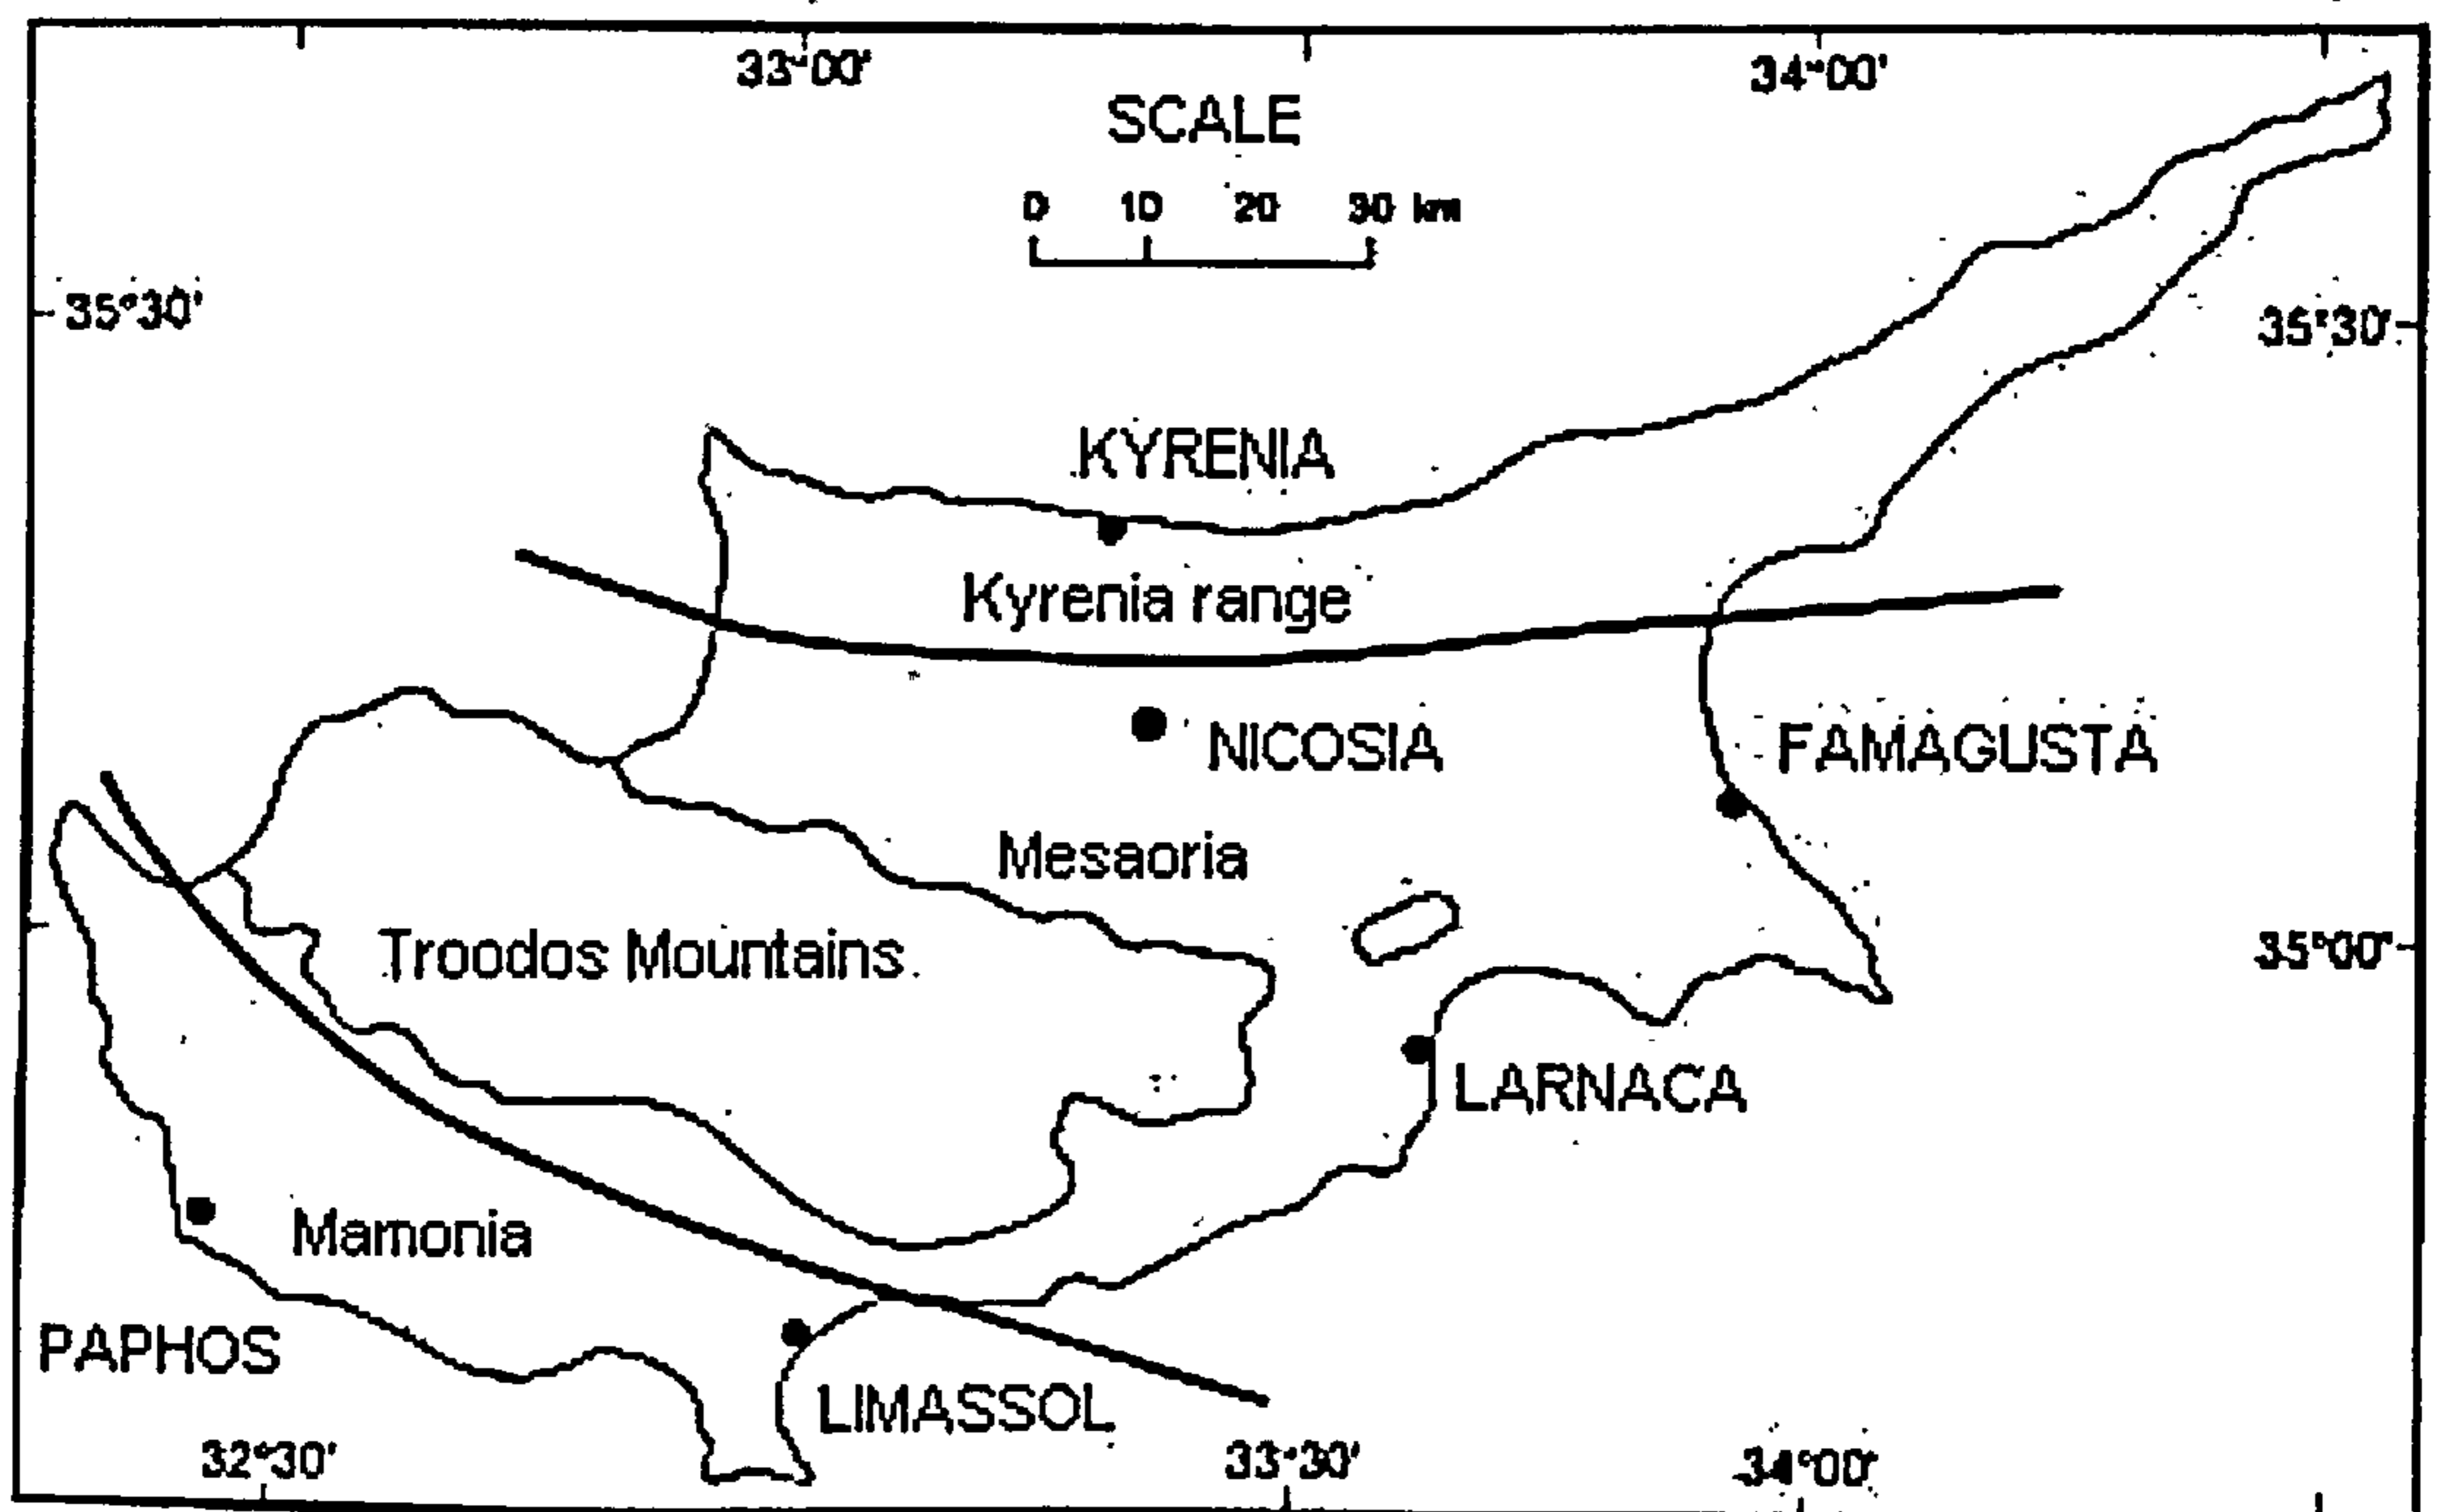 33°00'
34°00'
SCALE
0 10 20 30 km
35°30'
35°30'
KYRENIA
Kyrenia range
NICOSIA
FAMAGUSTA
Mesaoria
Troodos Mountains
35°00'
LARNACA
Mamonia
PAPHOS
LIMASSOL
32°30'
33°30'
34°00'